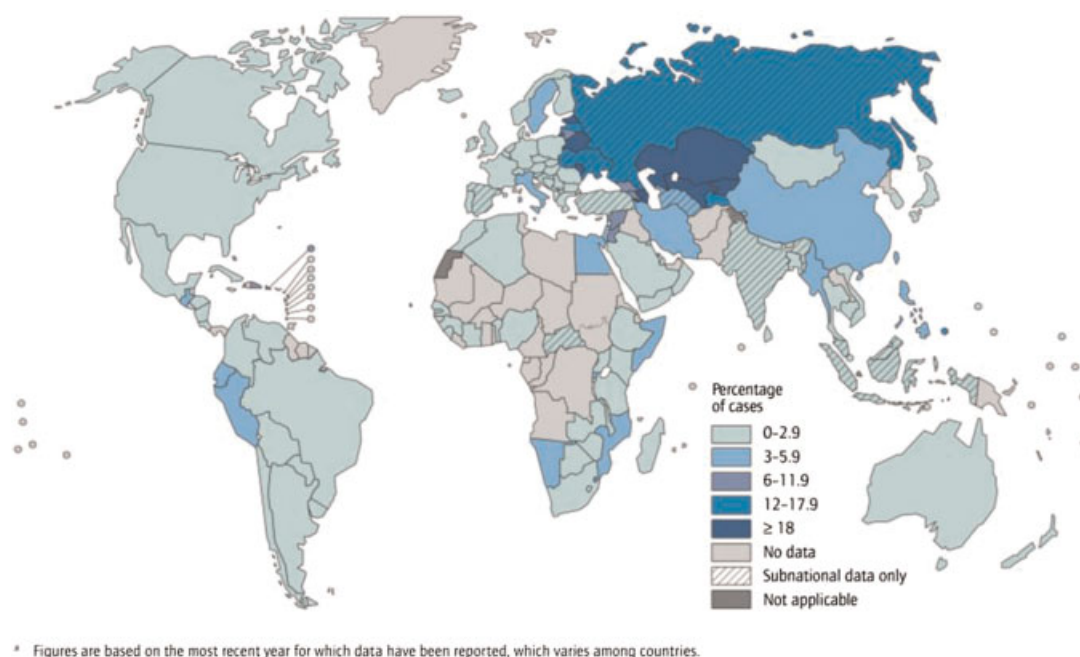 Percentage
of cases
0–2.9
3–5.9
6–11.9
12–17.9
≥ 18
No data
Subnational data only
Not applicable
ª Figures are based on the most recent year for which data have been reported, which varies among countries.